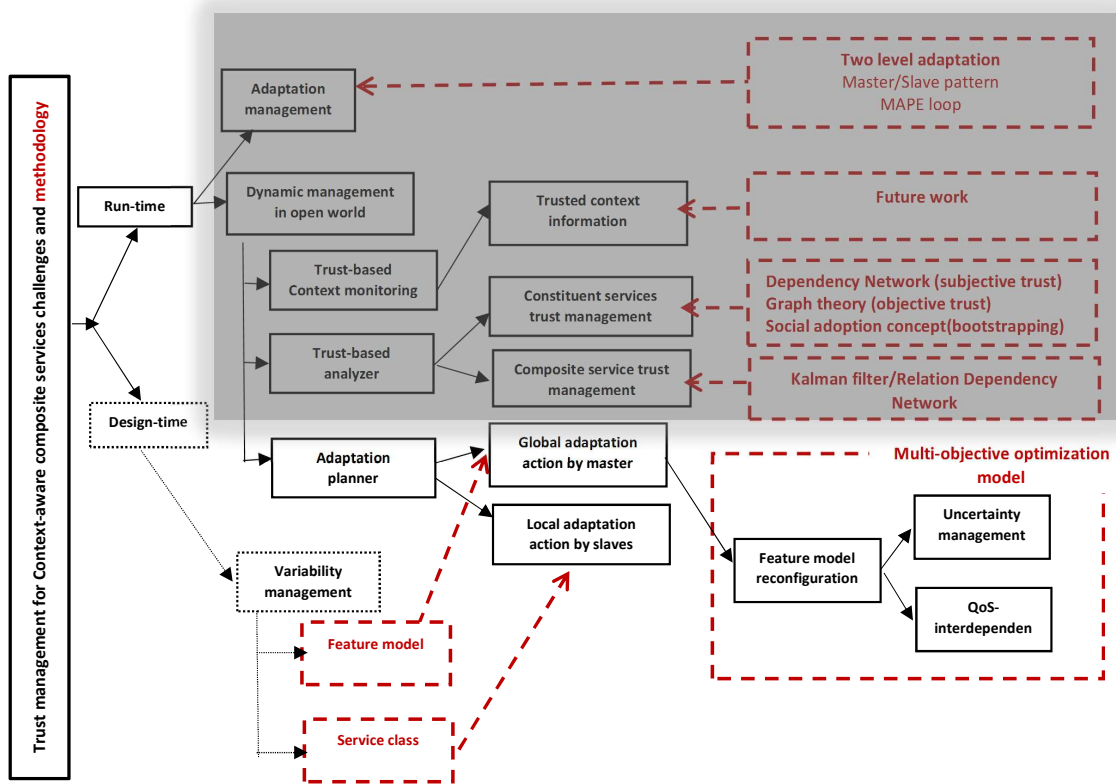 Trust management for Context-aware composite services challenges and methodology
Two level adaptation
Master/Slave pattern
MAPE loop
Adaptation
management
Run-time
Dynamic management
in open world
Trusted context
information
Future work
Trust-based
Context monitoring
Constituent services
trust management
Dependency Network (subjective trust)
Graph theory (objective trust)
Social adoption concept(bootstrapping)
Trust-based
analyzer
Composite service trust
management
Kalman filter/Relation Dependency
Network
Design-time
Adaptation
planner
Global adaptation
action by master
Multi-objective optimization
model
Local adaptation
action by slaves
Uncertainty
management
Feature model
reconfiguration
Variability
management
QoS-
interdependen
Feature model
Service class